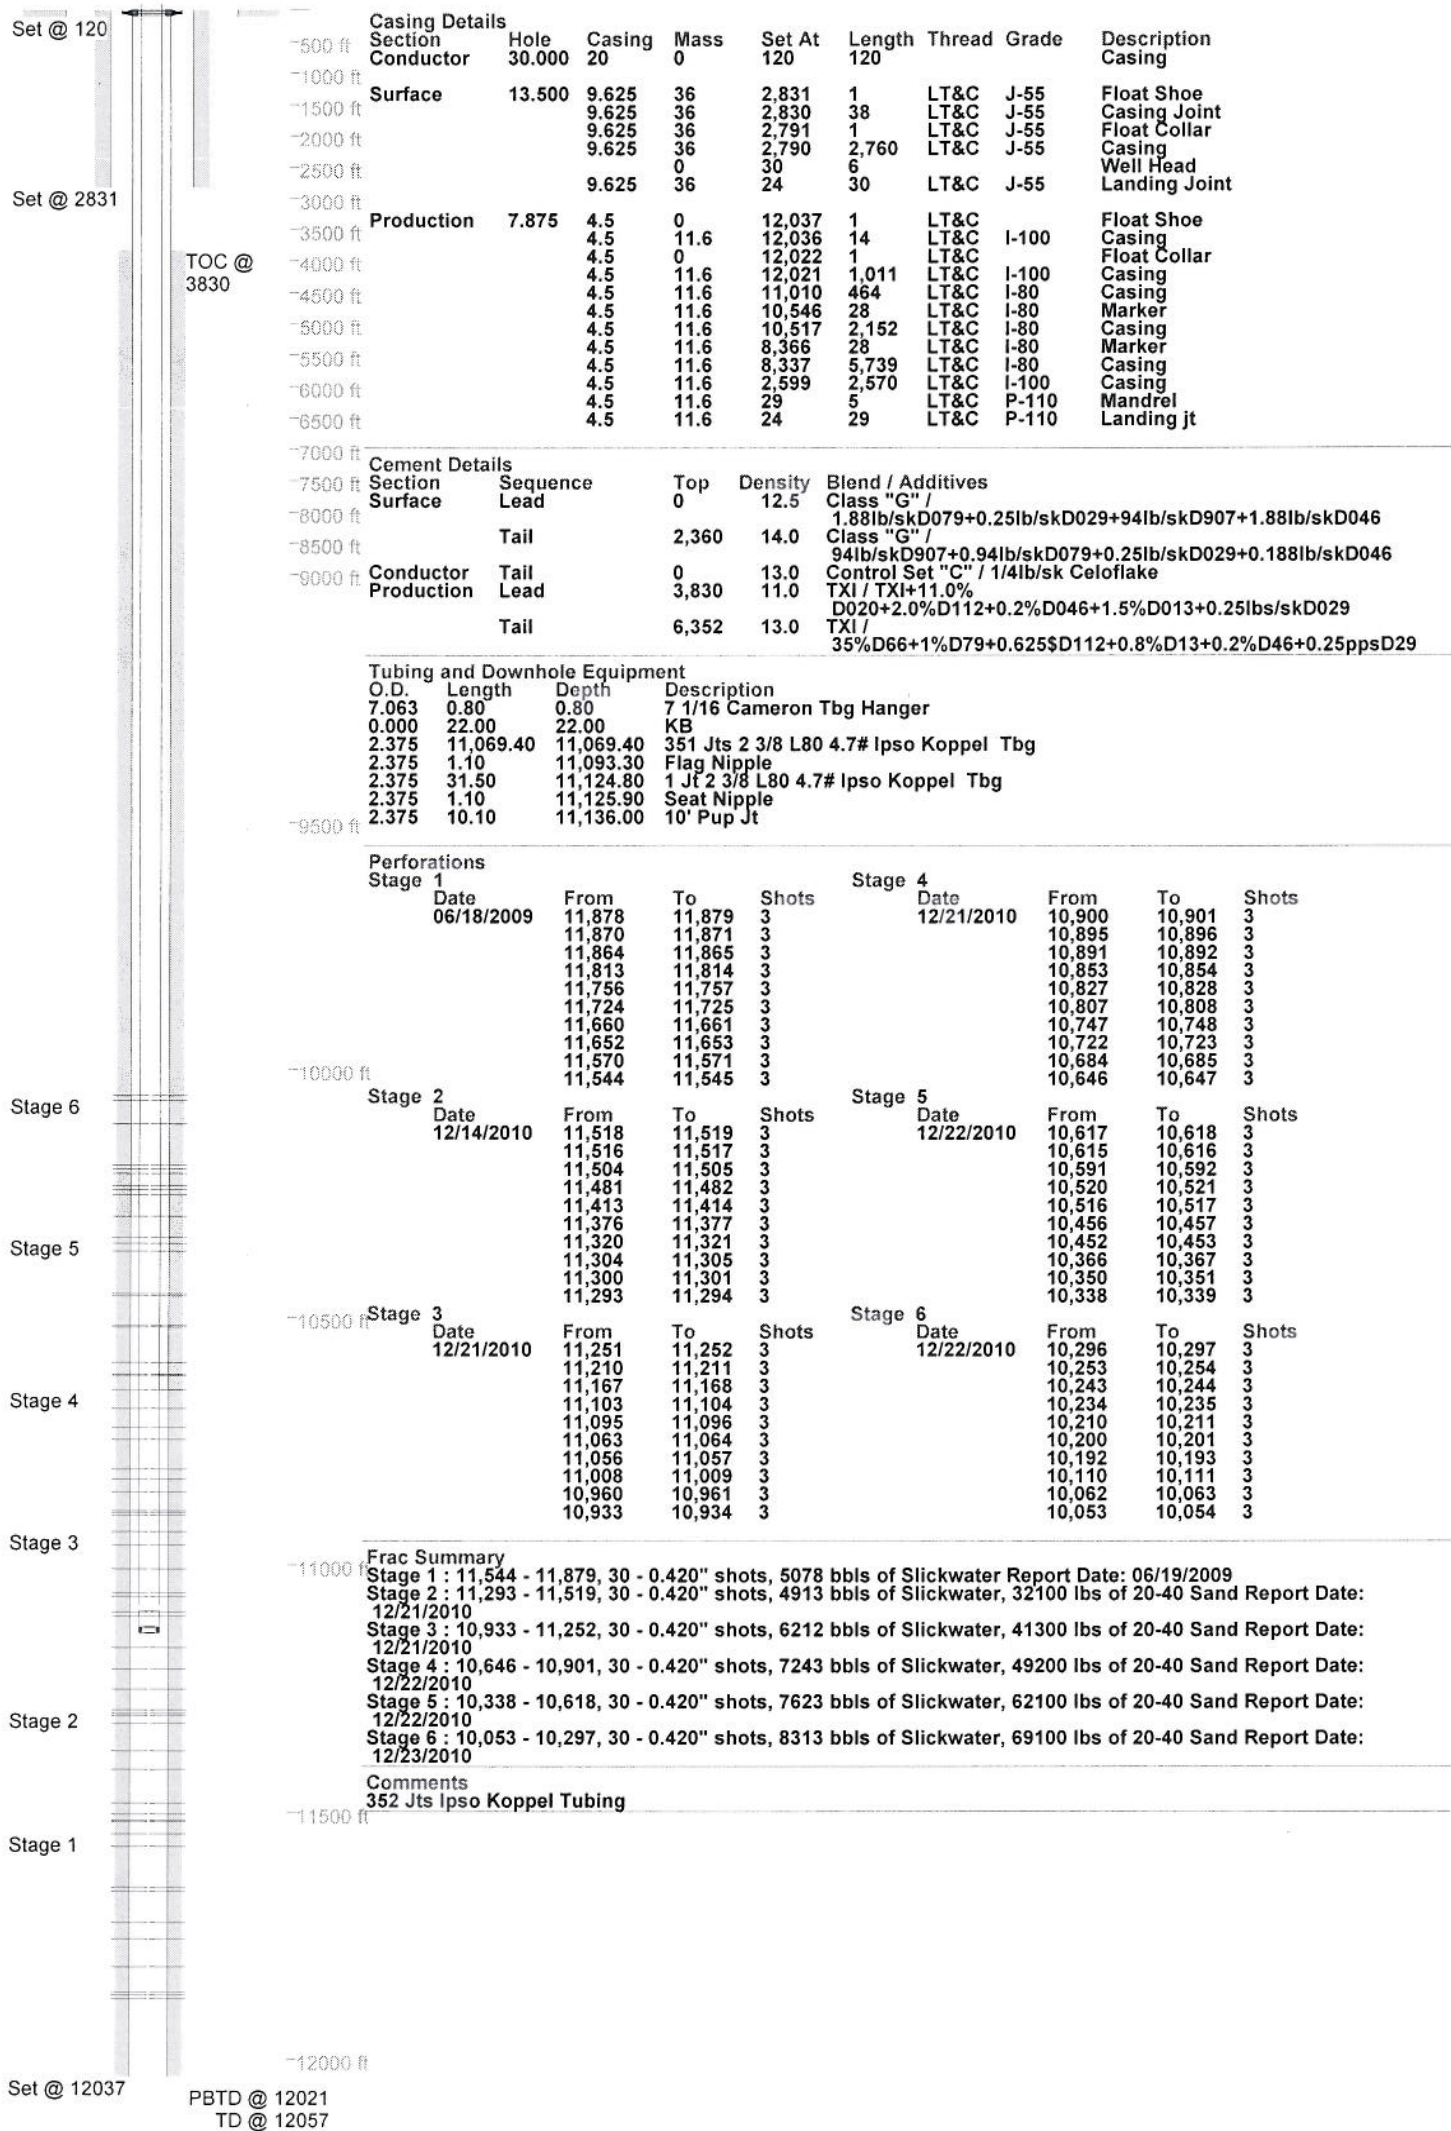 Set @ 120
Set @ 2831
TOC @
3830
Stage 6
Stage 5
Stage 4
Stage 3
Stage 2
Stage 1
Set @ 12037
PBTD @ 12021
TD @ 12057
500 ft
1000 ft
1500 ft
2000 ft
2500 ft
3000 ft
3500 ft
4000 ft
4500 ft
5000 ft
5500 ft
6000 ft
6500 ft
7000 ft
7500 ft
8000 ft
8500 ft
9000 ft
9500 ft
10000 ft
10500 ft
11000 ft
11500 ft
12000 ft
Casing Details
Section Hole Casing Mass Set At Length Thread Grade Description
Conductor 30.000 20 0 120 120 Casing
Surface 13.500 9.625 36 2,831 1 LT&C J-55 Float Shoe
9.625 36 2,830 38 LT&C J-55 Casing Joint
9.625 36 2,791 1 LT&C J-55 Float Collar
9.625 36 2,790 2,760 LT&C J-55 Casing
0 30 6 Well Head
9.625 36 24 30 LT&C J-55 Landing Joint
Production 7.875 4.5 0 12,037 1 LT&C Float Shoe
4.5 11.6 12,036 14 LT&C I-100 Casing
4.5 0 12,022 1 LT&C Float Collar
4.5 11.6 12,021 1,011 LT&C I-100 Casing
4.5 11.6 11,010 464 LT&C I-80 Casing
4.5 11.6 10,546 28 LT&C I-80 Marker
4.5 11.6 10,517 2,152 LT&C I-80 Casing
4.5 11.6 8,366 28 LT&C I-80 Marker
4.5 11.6 8,337 5,739 LT&C I-80 Casing
4.5 11.6 2,599 2,570 LT&C I-100 Casing
4.5 11.6 29 5 LT&C P-110 Mandrel
4.5 11.6 24 29 LT&C P-110 Landing jt
Cement Details
Section Sequence Top Density Blend / Additives
Surface Lead 0 12.5 Class "G" /
1.88lb/skD079+0.25lb/skD029+94lb/skD907+1.88lb/skD046
Tail 2,360 14.0 Class "G" /
94lb/skD907+0.94lb/skD079+0.25lb/skD029+0.188lb/skD046
Conductor Tail 0 13.0 Control Set "C" / 1/4lb/sk Celoflake
Production Lead 3,830 11.0 TXI / TXI+11.0%
D020+2.0%D112+0.2%D046+1.5%D013+0.25lbs/skD029
Tail 6,352 13.0 TXI /
35%D66+1%D79+0.625$D112+0.8%D13+0.2%D46+0.25ppsD29
Tubing and Downhole Equipment
O.D. Length Depth Description
7.063 0.80 0.80 7 1/16 Cameron Tbg Hanger
0.000 22.00 22.00 KB
2.375 11,069.40 11,069.40 351 Jts 2 3/8 L80 4.7# Ipso Koppel Tbg
2.375 1.10 11,093.30 Flag Nipple
2.375 31.50 11,124.80 1 Jt 2 3/8 L80 4.7# Ipso Koppel Tbg
2.375 1.10 11,125.90 Seat Nipple
2.375 10.10 11,136.00 10' Pup Jt
Perforations
Stage 1
Date From To Shots
06/18/2009 11,878 11,879 3
11,870 11,871 3
11,864 11,865 3
11,813 11,814 3
11,756 11,757 3
11,724 11,725 3
11,660 11,661 3
11,652 11,653 3
11,570 11,571 3
11,544 11,545 3
Stage 2
Date From To Shots
12/14/2010 11,518 11,519 3
11,516 11,517 3
11,504 11,505 3
11,481 11,482 3
11,413 11,414 3
11,376 11,377 3
11,320 11,321 3
11,304 11,305 3
11,300 11,301 3
11,293 11,294 3
Stage 3
Date From To Shots
12/21/2010 11,251 11,252 3
11,210 11,211 3
11,167 11,168 3
11,103 11,104 3
11,095 11,096 3
11,063 11,064 3
11,056 11,057 3
11,008 11,009 3
10,960 10,961 3
10,933 10,934 3
Stage 4
Date From To Shots
12/21/2010 10,900 10,901 3
10,895 10,896 3
10,891 10,892 3
10,853 10,854 3
10,827 10,828 3
10,807 10,808 3
10,747 10,748 3
10,722 10,723 3
10,684 10,685 3
10,646 10,647 3
Stage 5
Date From To Shots
12/22/2010 10,617 10,618 3
10,615 10,616 3
10,591 10,592 3
10,520 10,521 3
10,516 10,517 3
10,456 10,457 3
10,452 10,453 3
10,366 10,367 3
10,350 10,351 3
10,338 10,339 3
Stage 6
Date From To Shots
12/22/2010 10,296 10,297 3
10,253 10,254 3
10,243 10,244 3
10,234 10,235 3
10,210 10,211 3
10,200 10,201 3
10,192 10,193 3
10,110 10,111 3
10,062 10,063 3
10,053 10,054 3
Frac Summary
Stage 1 : 11,544 - 11,879, 30 - 0.420" shots, 5078 bbls of Slickwater Report Date: 06/19/2009
Stage 2 : 11,293 - 11,519, 30 - 0.420" shots, 4913 bbls of Slickwater, 32100 lbs of 20-40 Sand Report Date:
12/21/2010
Stage 3 : 10,933 - 11,252, 30 - 0.420" shots, 6212 bbls of Slickwater, 41300 lbs of 20-40 Sand Report Date:
12/21/2010
Stage 4 : 10,646 - 10,901, 30 - 0.420" shots, 7243 bbls of Slickwater, 49200 lbs of 20-40 Sand Report Date:
12/22/2010
Stage 5 : 10,338 - 10,618, 30 - 0.420" shots, 7623 bbls of Slickwater, 62100 lbs of 20-40 Sand Report Date:
12/22/2010
Stage 6 : 10,053 - 10,297, 30 - 0.420" shots, 8313 bbls of Slickwater, 69100 lbs of 20-40 Sand Report Date:
12/23/2010
Comments
352 Jts Ipso Koppel Tubing